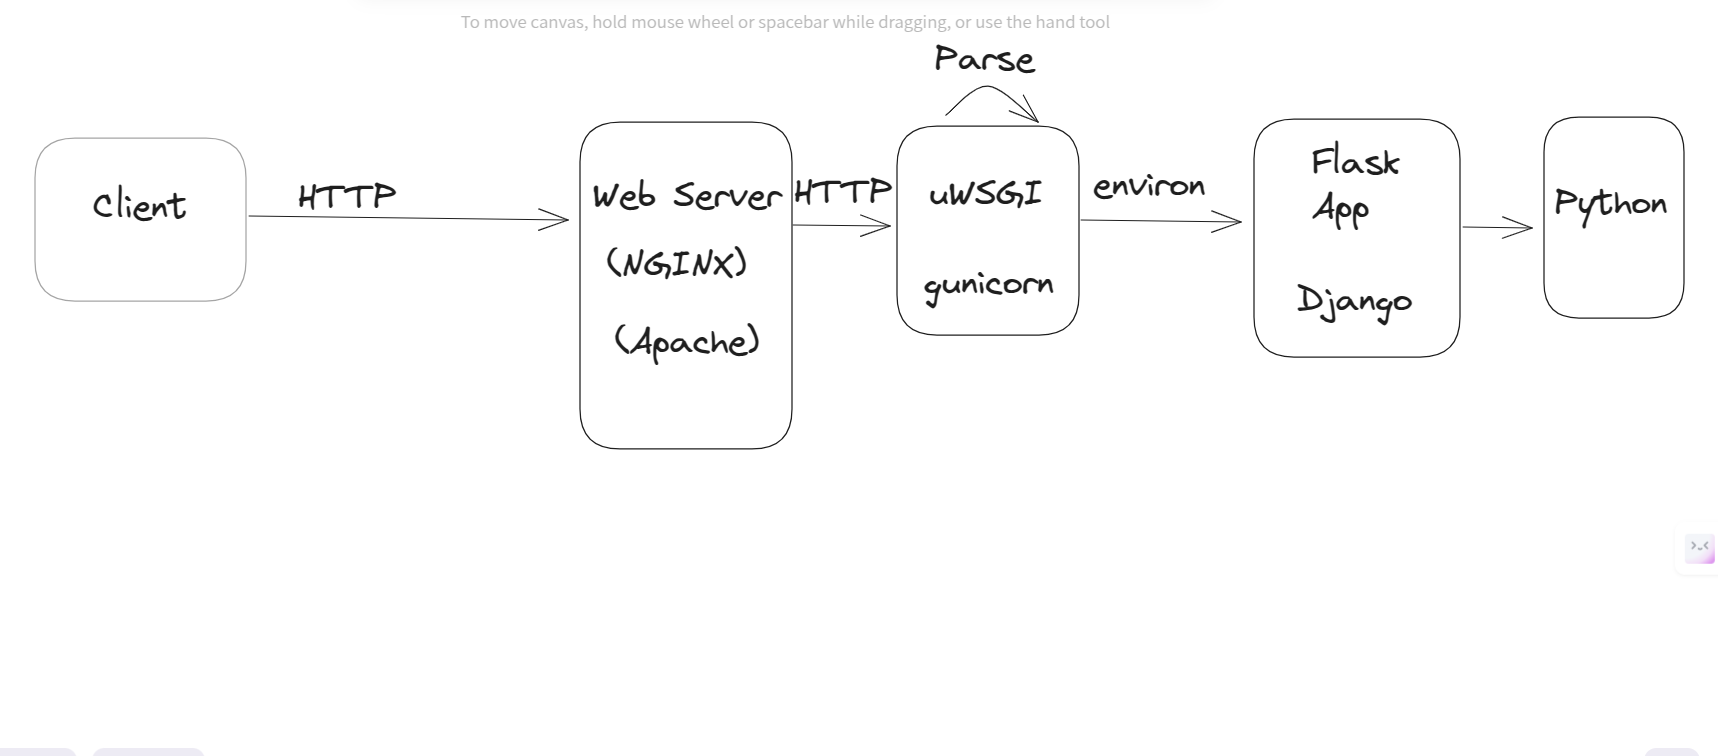 To move canvas, hold mouse wheel or spacebar while dragging, or use the hand tool
Parse
Client
HTTP
Web Server
(NGINX)
(Apache)
HTTP
uWSGI
gunicorn
environ
Flask
App
Django
Python